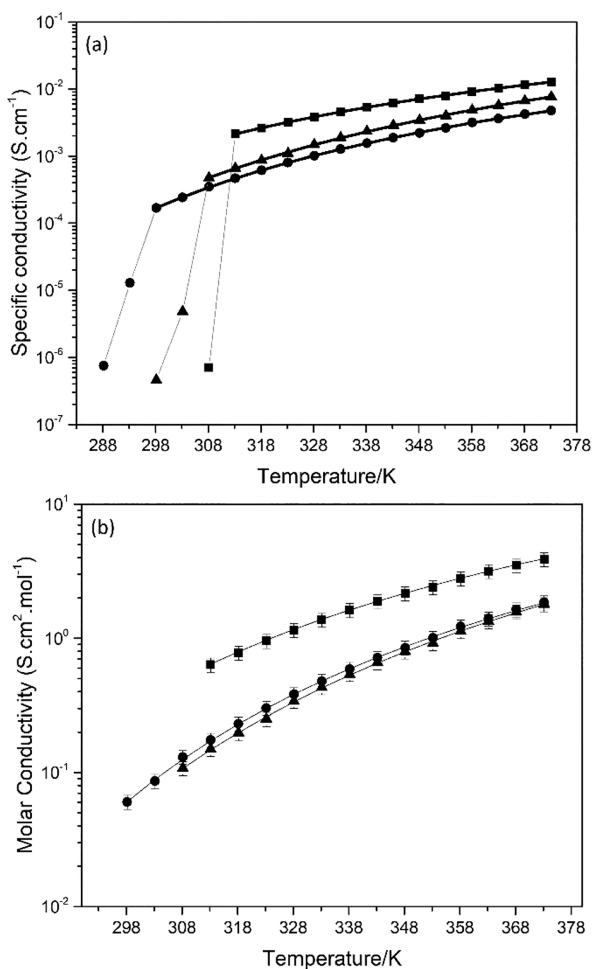 (a)
Specific conductivity (S.cm⁻¹)
10⁻¹
10⁻²
10⁻³
10⁻⁴
10⁻⁵
10⁻⁶
10⁻⁷
288 298 308 318 328 338 348 358 368 378
Temperature/K
(b)
Molar Conductivity (S.cm².mol⁻¹)
10¹
10⁰
10⁻¹
10⁻²
298 308 318 328 338 348 358 368 378
Temperature/K